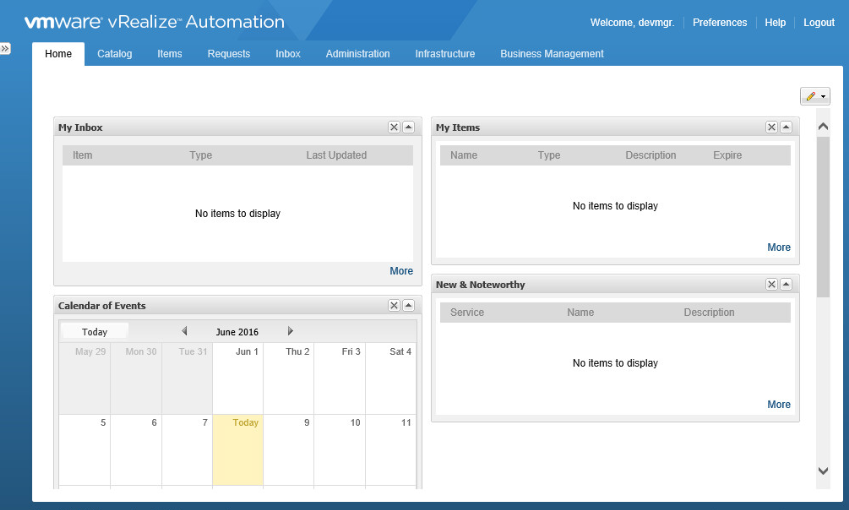 vmware vRealize™ Automation
Welcome, devmgr. Preferences Help Logout
Home Catalog Items Requests Inbox Administration Infrastructure Business Management
My Inbox
Item Type Last Updated
No items to display
More
My Items
Name Type Description Expire
No items to display
More
Calendar of Events
Today June 2016
May 29 Mon 30 Tue 31 Jun 1 Thu 2 Fri 3 Sat 4
5 6 7 Today 9 10 11
New & Noteworthy
Service Name Description
No items to display
More